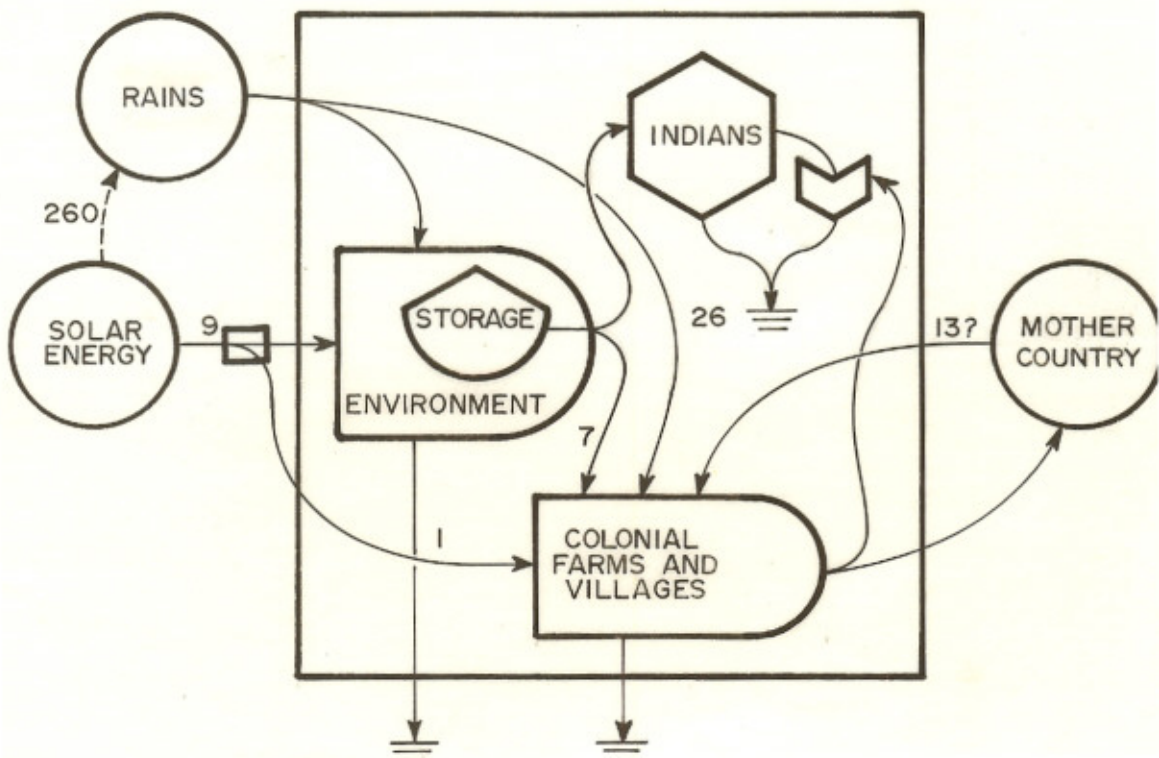 RAINS
INDIANS
260
SOLAR
ENERGY
9
STORAGE
ENVIRONMENT
26
13?
MOTHER
COUNTRY
7
1
COLONIAL
FARMS AND
VILLAGES